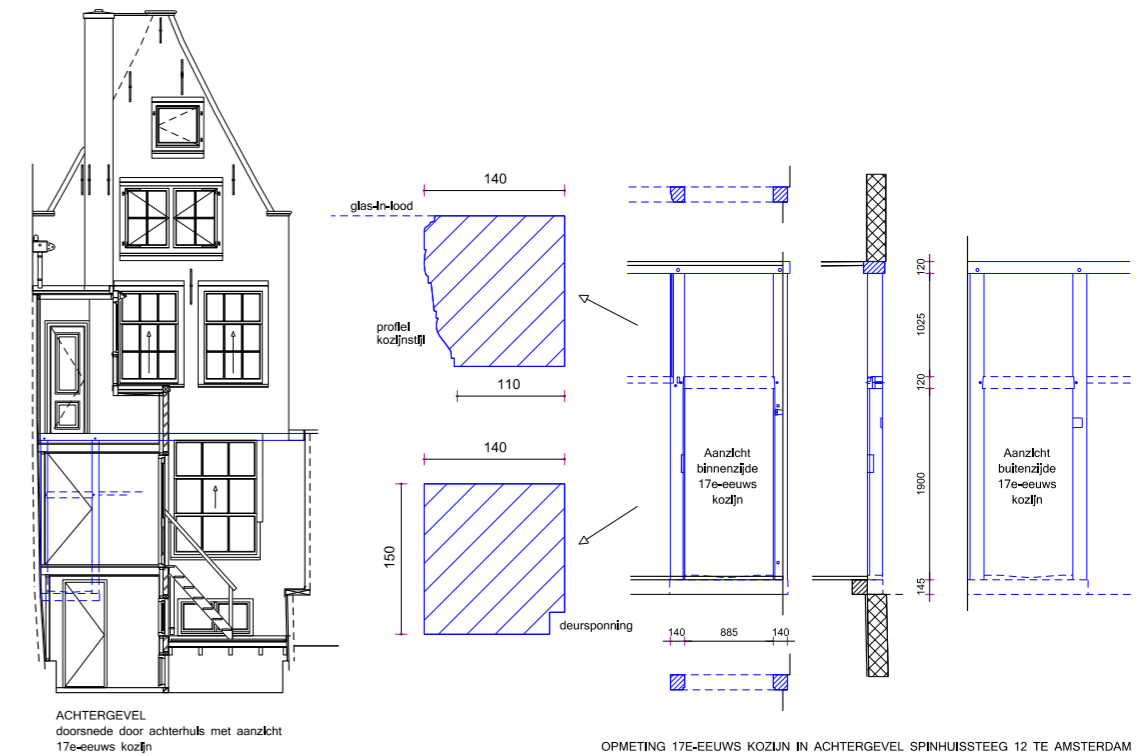 140
glas-in-lood
profiel
kozijnstijl
110
140
150
deursponning
Aanzicht
binnenzijde
17e-eeuws
kozijn
140
885
140
120
1025
120
1900
145
Aanzicht
buitenzijde
17e-eeuws
kozijn
ACHTERGEVEL
doorsnede door achterhuis met aanzicht
17e-eeuws kozijn
OPMETING 17E-EEUWS KOZIJN IN ACHTERGEVEL SPINHUISSTEEG 12 TE AMSTERDAM